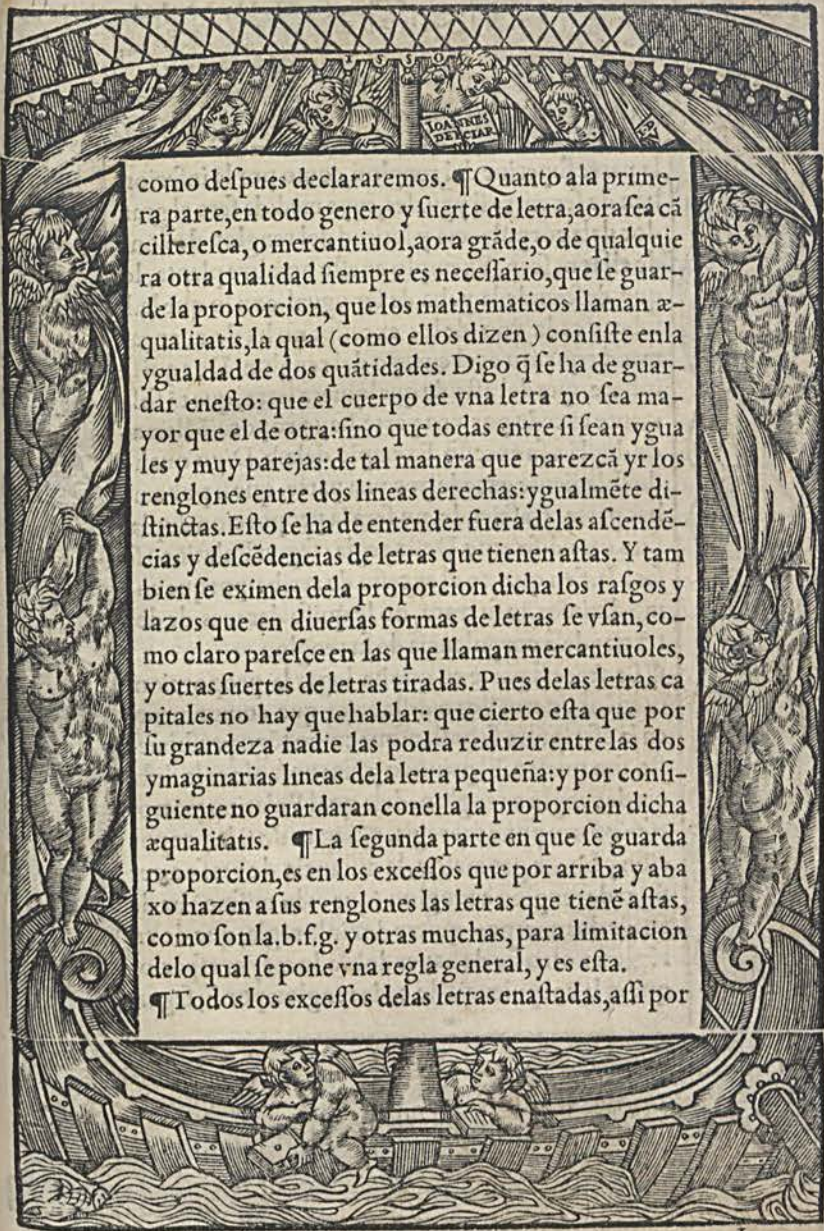 1550
IOANNES
DEYCIAR
como deſpues declararemos. ¶Quanto ala prime-
ra parte,en todo genero y ſuerte de letra,aora ſea cã
cillereſca, o mercantiuol,aora grãde,o de qualquie
ra otra qualidad ſiempre es neceſſario,que ſe guar-
de la proporcion, que los mathematicos llaman æ-
qualitatis,la qual (como ellos dizen ) conſiſte enla
ygualdad de dos quãtidades. Digo q̃ ſe ha de guar-
dar eneſto: que el cuerpo de vna letra no ſea ma-
yor que el de otra:ſino que todas entre ſi ſean ygua
les y muy parejas:de tal manera que parezcã yr los
renglones entre dos lineas derechas:ygualmẽte di-
ſtinctas.Eſto ſe ha de entender fuera delas aſcendẽ-
cias y deſcẽdencias de letras que tienen aſtas. Y tam
bien ſe eximen dela proporcion dicha los raſgos y
lazos que en diuerſas formas de letras ſe vſan, co-
mo claro pareſce en las que llaman mercantiuoles,
y otras ſuertes de letras tiradas. Pues delas letras ca
pitales no hay que hablar: que cierto eſta que por
ſu grandeza nadie las podra reduzir entre las dos
ymaginarias lineas dela letra pequeña:y por conſi-
guiente no guardaran conella la proporcion dicha
æqualitatis. ¶La ſegunda parte en que ſe guarda
proporcion,es en los exceſſos que por arriba y aba
xo hazen a ſus renglones las letras que tienẽ aſtas,
como ſon la.b.f.g. y otras muchas, para limitacion
delo qual ſe pone vna regla general, y es eſta.
¶Todos los exceſſos delas letras enaſtadas,aſſi por